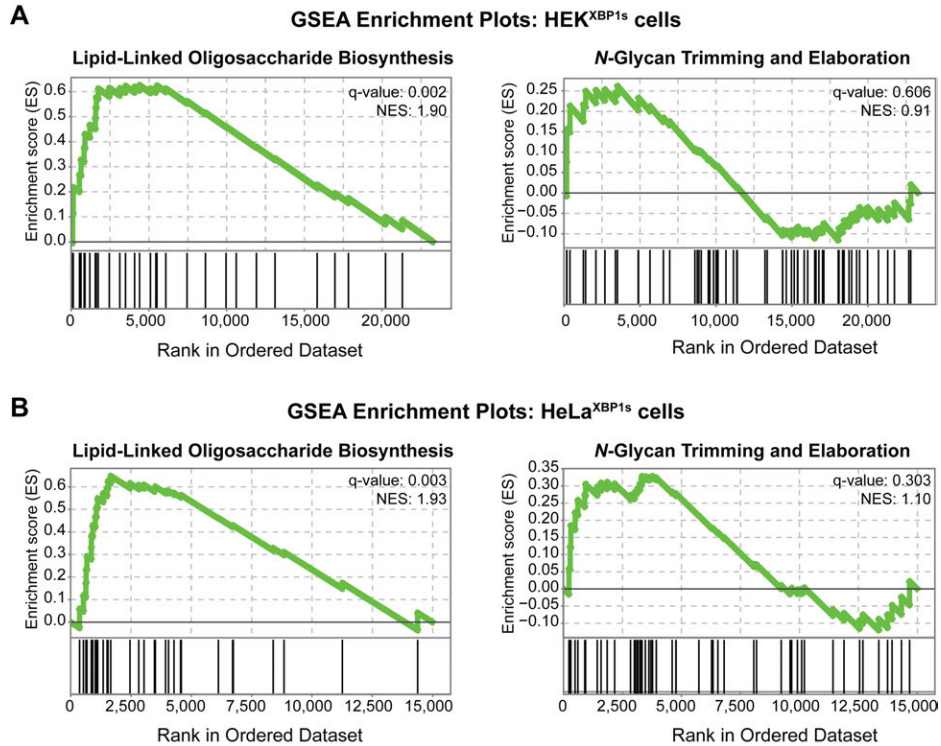 A
GSEA Enrichment Plots: HEK^XBP1s cells
Lipid-Linked Oligosaccharide Biosynthesis
q-value: 0.002
NES: 1.90
Enrichment score (ES)
0.6
0.5
0.4
0.3
0.2
0.1
0.0
0 5,000 10,000 15,000 20,000
Rank in Ordered Dataset
N-Glycan Trimming and Elaboration
q-value: 0.606
NES: 0.91
Enrichment score (ES)
0.25
0.20
0.15
0.10
0.05
0.00
−0.05
−0.10
0 5,000 10,000 15,000 20,000
Rank in Ordered Dataset
B
GSEA Enrichment Plots: HeLa^XBP1s cells
Lipid-Linked Oligosaccharide Biosynthesis
q-value: 0.003
NES: 1.93
Enrichment score (ES)
0.6
0.5
0.4
0.3
0.2
0.1
0.0
0 2,500 5,000 7,500 10,000 12,500 15,000
Rank in Ordered Dataset
N-Glycan Trimming and Elaboration
q-value: 0.303
NES: 1.10
Enrichment score (ES)
0.35
0.30
0.25
0.20
0.15
0.10
0.05
0.00
−0.05
−0.10
0 2,500 5,000 7,500 10,000 12,500 15,000
Rank in Ordered Dataset